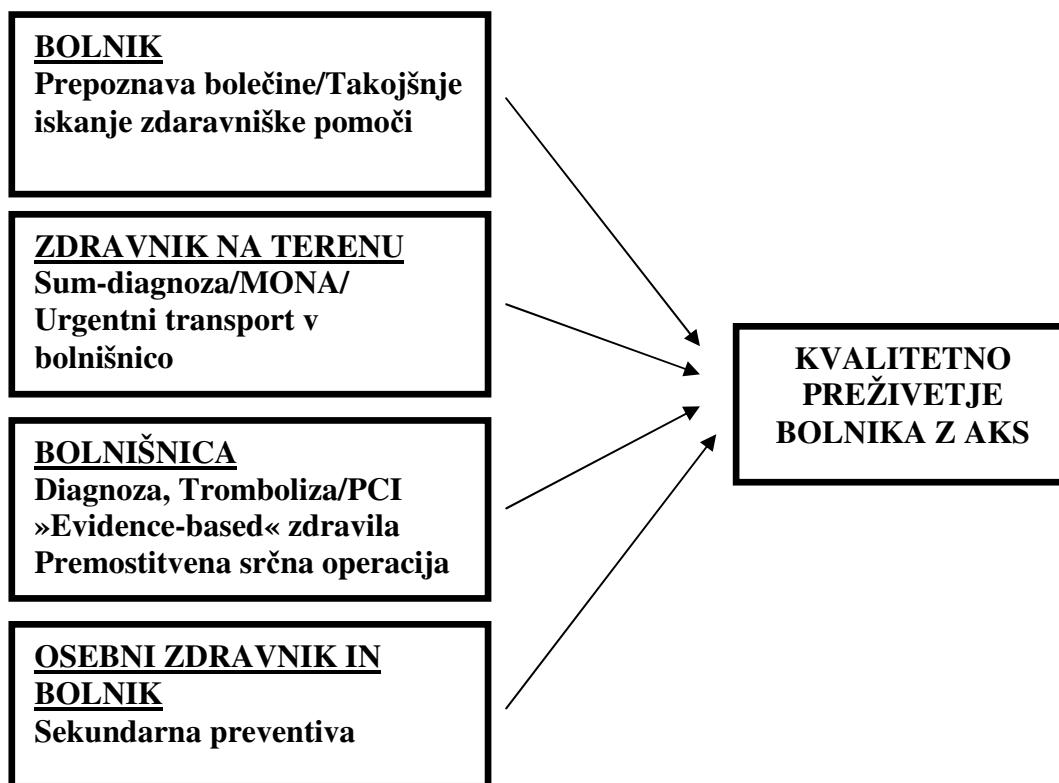 BOLNIK
Prepoznava bolečine/Takojšnje
iskanje zdaravniške pomoči
ZDRAVNIK NA TERENU
Sum-diagnoza/MONA/
Urgentni transport v
bolnišnico
BOLNIŠNICA
Diagnoza, Tromboliza/PCI
»Evidence-based« zdravila
Premostitvena srčna operacija
OSEBNI ZDRAVNIK IN
BOLNIK
Sekundarna preventiva
KVALITETNO
PREŽIVETJE
BOLNIKA Z AKS